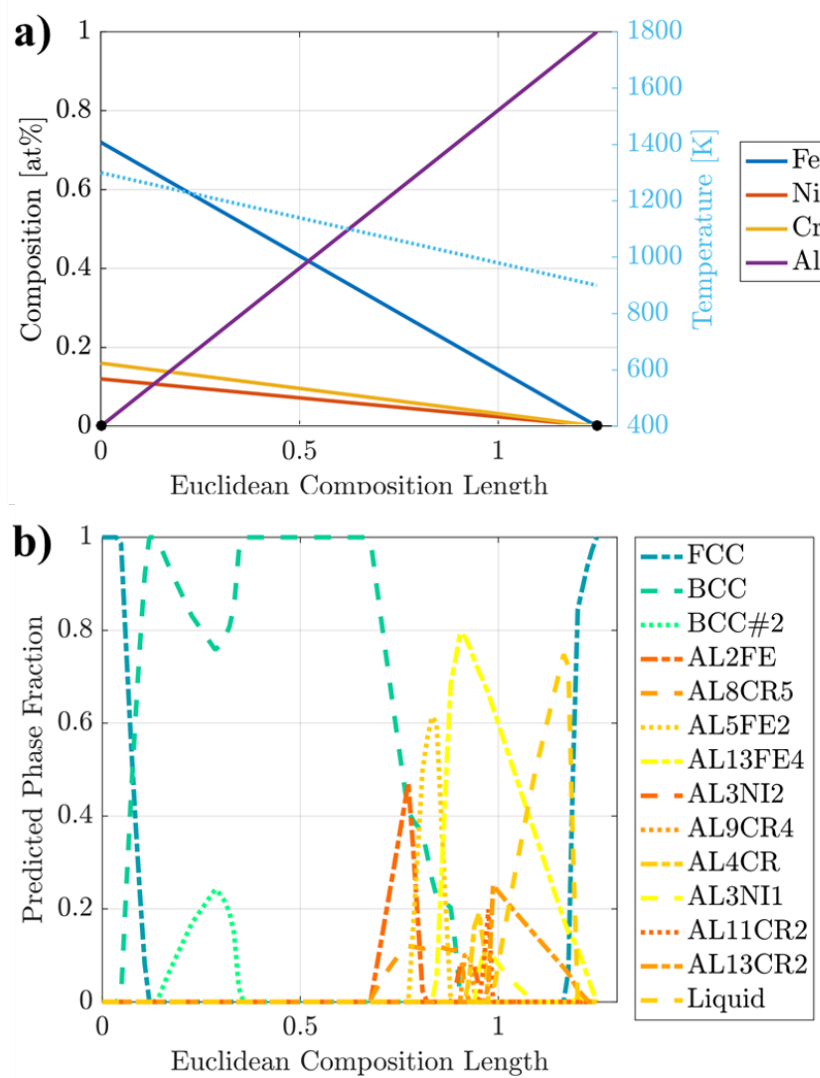 a)
1
0.8
0.6
0.4
0.2
0
Composition [at%]
1800
1600
1400
1200
1000
800
600
400
Temperature [K]
0
0.5
1
Euclidean Composition Length
Fe
Ni
Cr
Al
b)
1
0.8
0.6
0.4
0.2
0
Predicted Phase Fraction
0
0.5
1
Euclidean Composition Length
FCC
BCC
BCC#2
AL2FE
AL8CR5
AL5FE2
AL13FE4
AL3NI2
AL9CR4
AL4CR
AL3NI1
AL11CR2
AL13CR2
Liquid